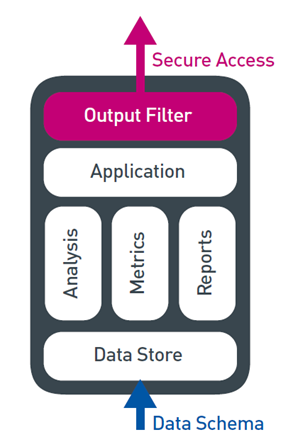 Secure Access
Output Filter
Application
Analysis
Metrics
Reports
Data Store
Data Schema